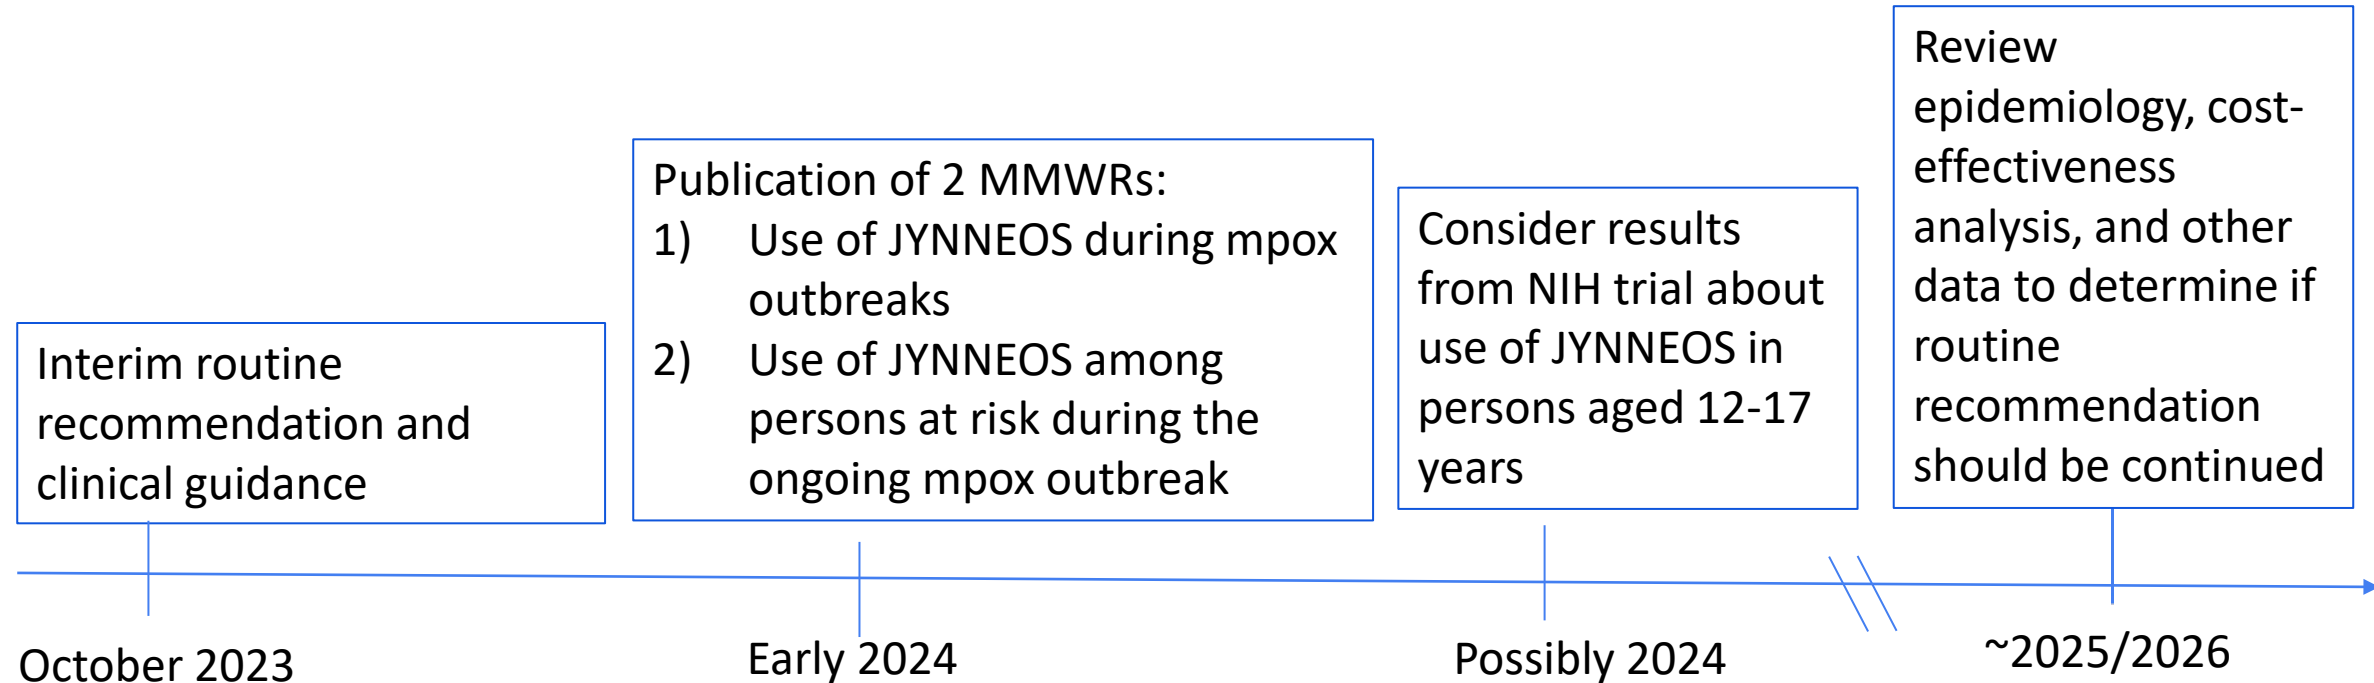 Interim routine
recommendation and
clinical guidance
October 2023
Publication of 2 MMWRs:
1) Use of JYNNEOS during mpox
outbreaks
2) Use of JYNNEOS among
persons at risk during the
ongoing mpox outbreak
Early 2024
Consider results
from NIH trial about
use of JYNNEOS in
persons aged 12-17
years
Possibly 2024
Review
epidemiology, cost-
effectiveness
analysis, and other
data to determine if
routine
recommendation
should be continued
~2025/2026